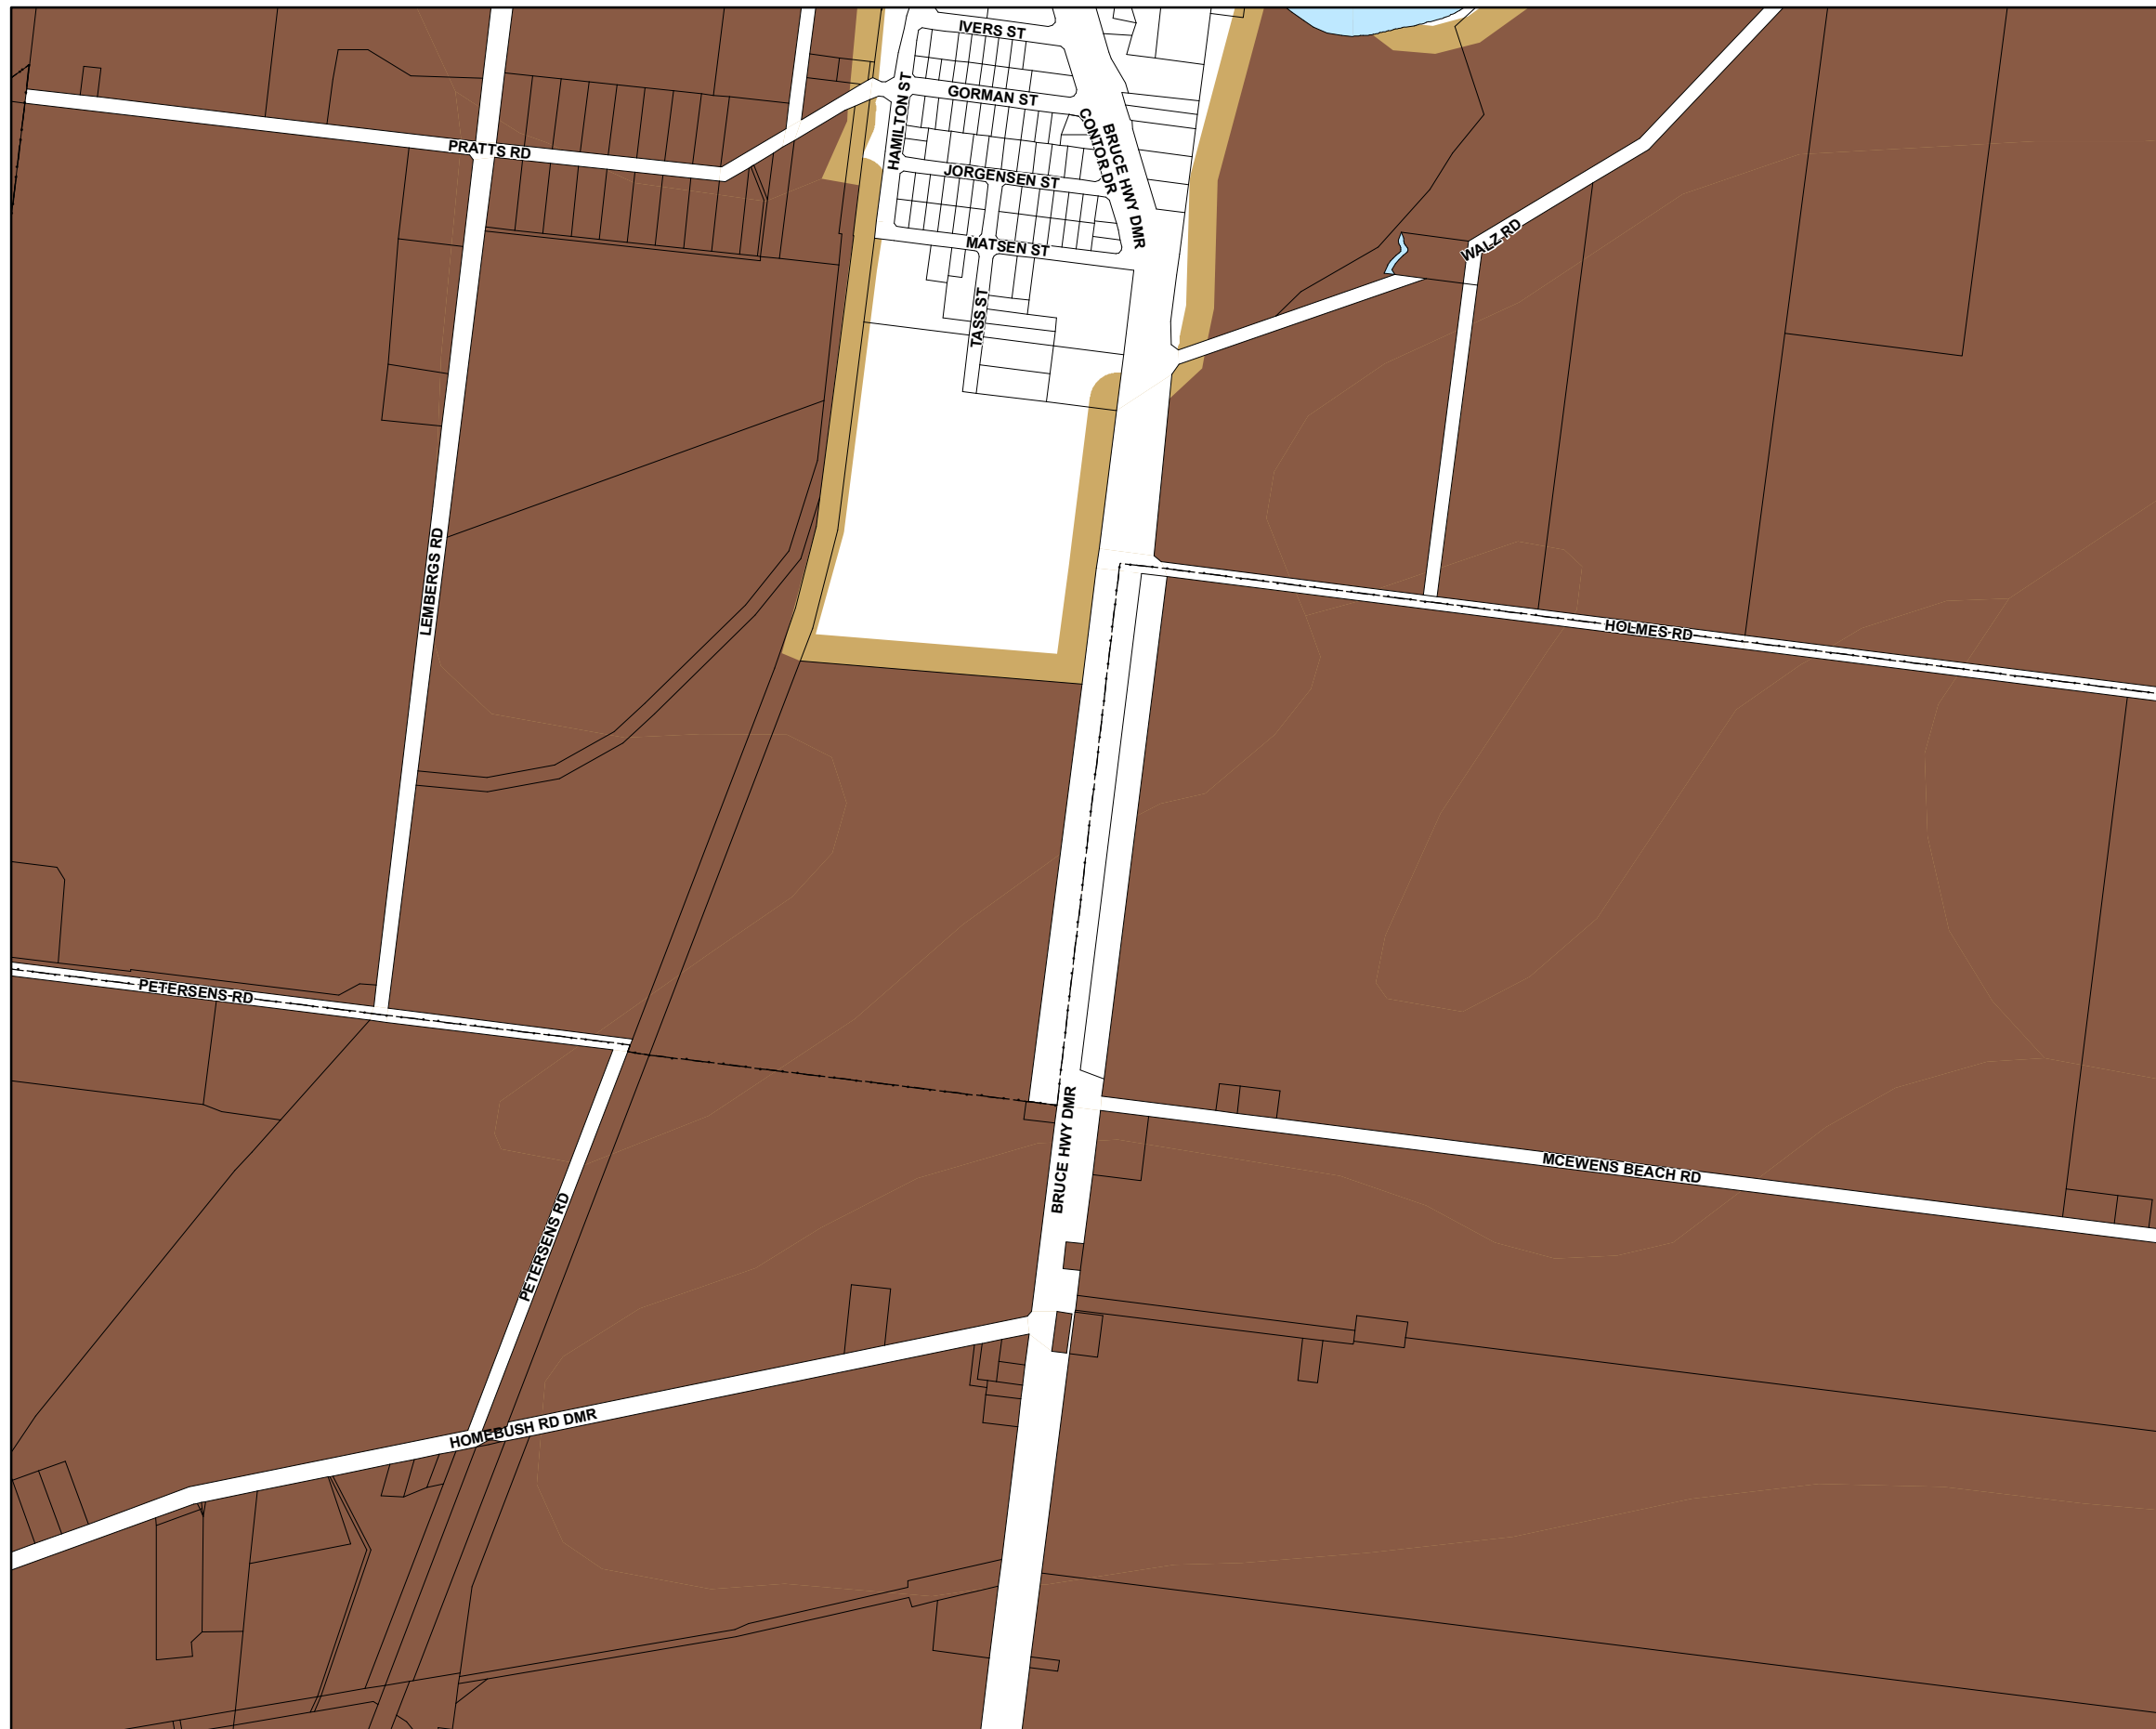 IVERS ST
GORMAN ST
HAMILTON ST
CONTOR DR
BRUCE HWY DMR
PRATTS RD
JORGENSEN ST
MATSEN ST
WALZ RD
TASS ST
LEMBERGS RD
HOLMES RD
PETERSENS RD
BRUCE HWY DMR
MCEWENS BEACH RD
PETERSENS RD
HOMEBUSH RD DMR